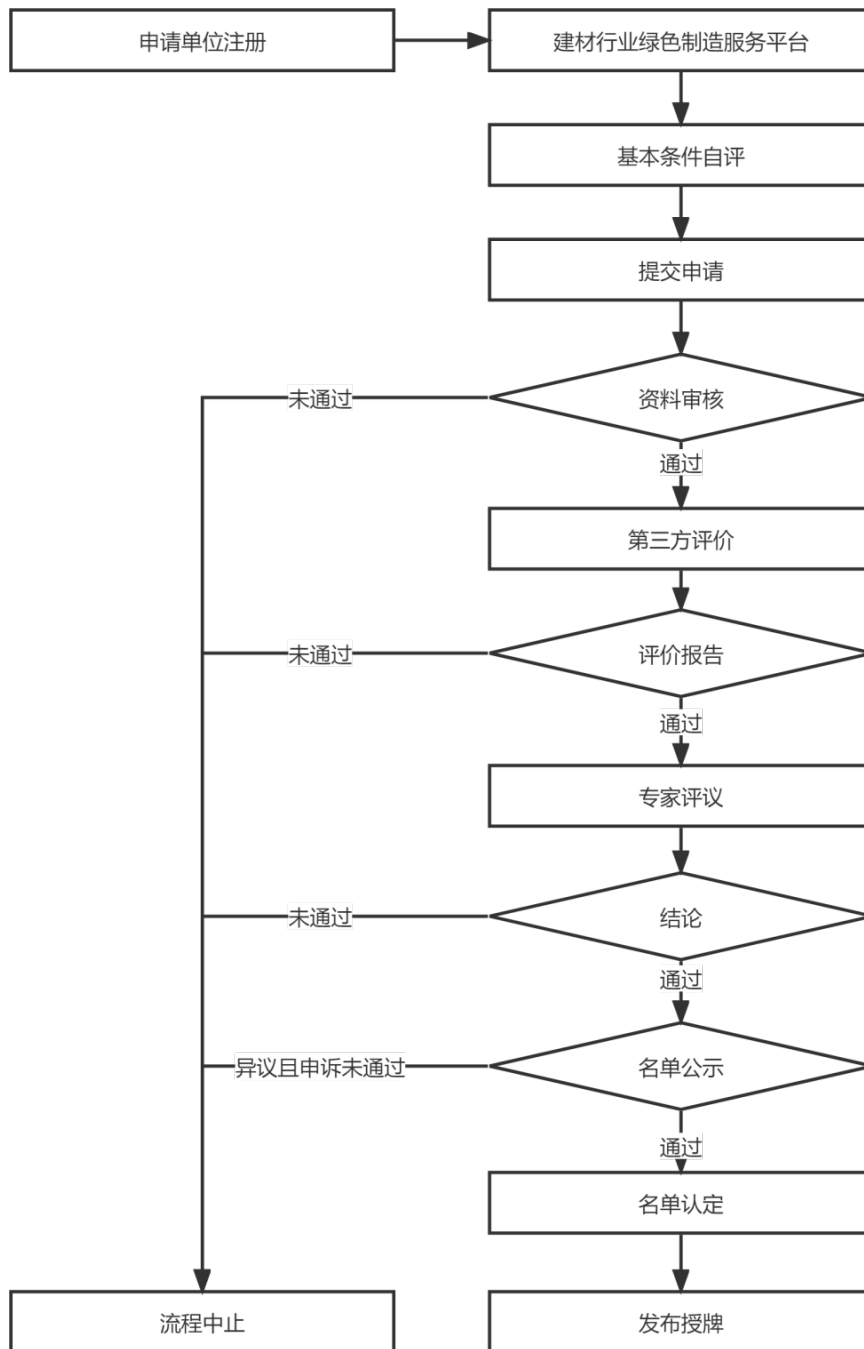 申请单位注册
建材行业绿色制造服务平台
基本条件自评
提交申请
未通过
资料审核
通过
第三方评价
未通过
评价报告
通过
专家评议
未通过
结论
通过
异议且申诉未通过
名单公示
通过
名单认定
流程中止
发布授牌